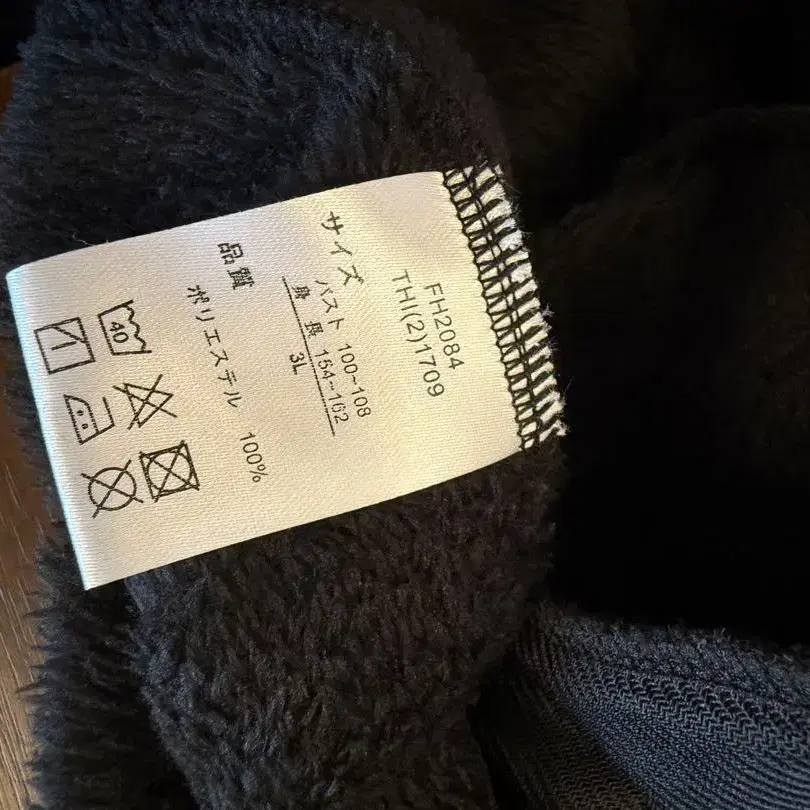 FH2084
THI(2)1709
サイズ
バスト 100~108
身 長 154~162
3L
品質
ポリエステル 100%
40